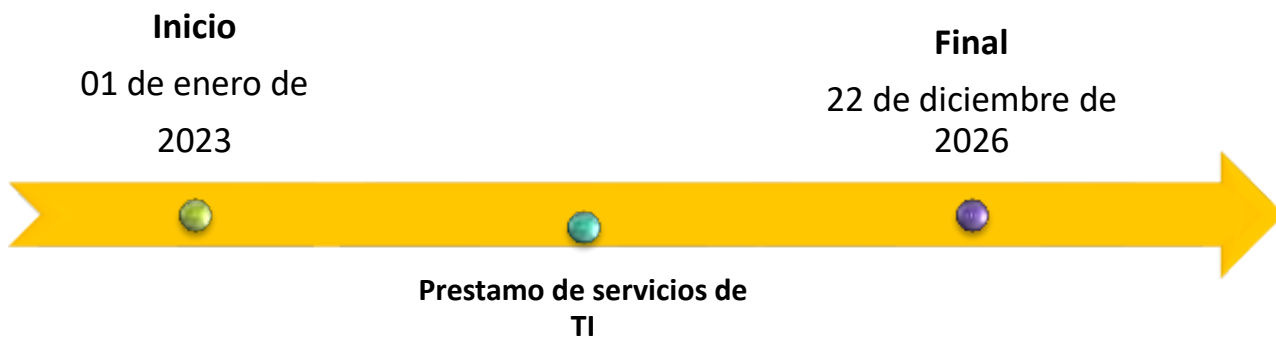 Inicio
01 de enero de
2023
Final
22 de diciembre de
2026
Prestamo de servicios de
TI